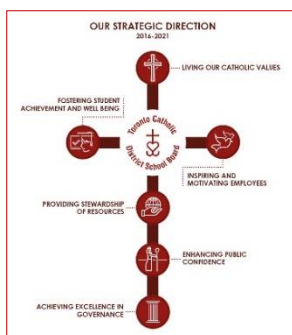 OUR STRATEGIC DIRECTION
2016-2021
LIVING OUR CATHOLIC VALUES
FOSTERING STUDENT
ACHIEVEMENT AND WELL BEING
Toronto Catholic
District School Board
INSPIRING AND
MOTIVATING EMPLOYEES
PROVIDING STEWARDSHIP
OF RESOURCES
ENHANCING PUBLIC
CONFIDENCE
ACHIEVING EXCELLENCE IN
GOVERNANCE